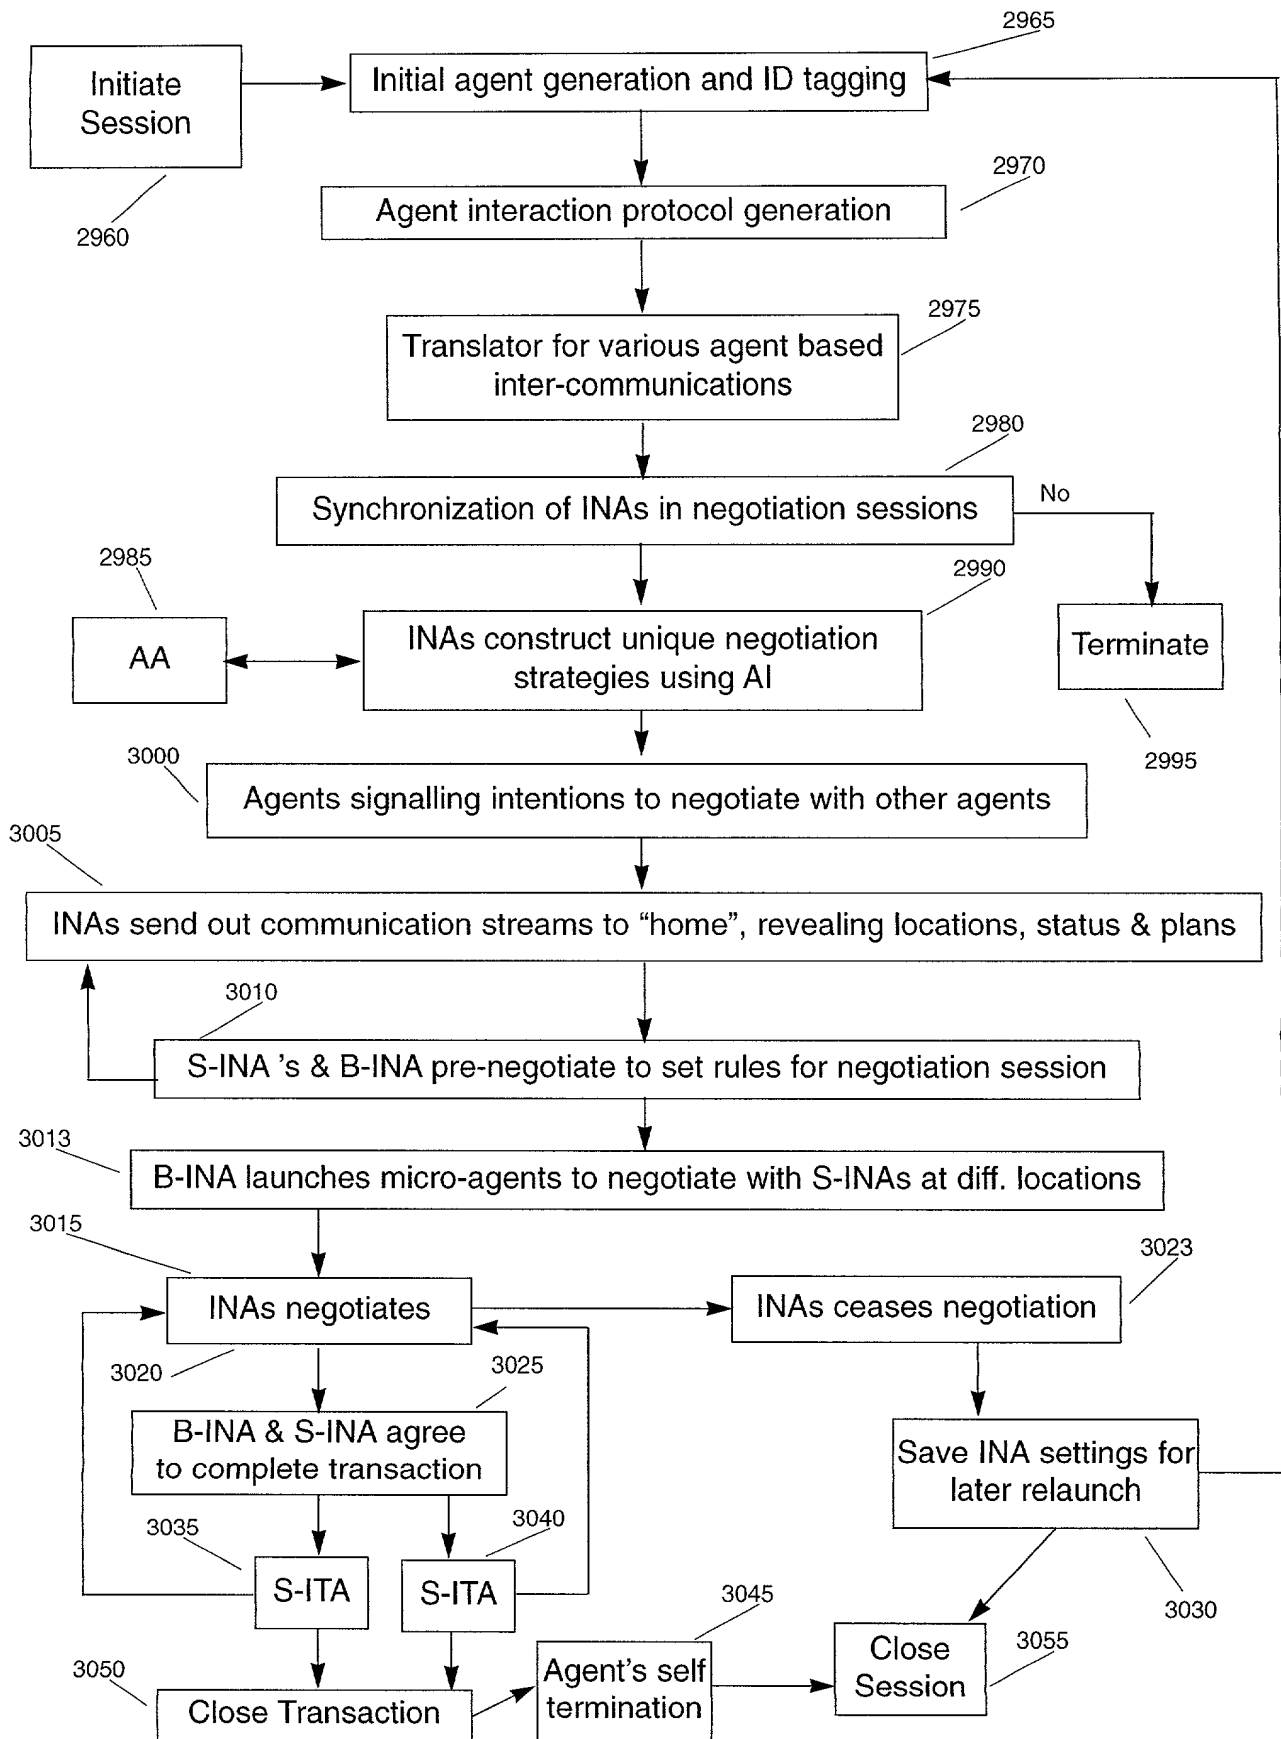 2965
Initiate
Session
Initial agent generation and ID tagging
2960
2970
Agent interaction protocol generation
2975
Translator for various agent based
inter-communications
2980
Synchronization of INAs in negotiation sessions
No
2985
2990
AA
INAs construct unique negotiation
strategies using AI
Terminate
2995
3000
Agents signalling intentions to negotiate with other agents
3005
INAs send out communication streams to “home”, revealing locations, status & plans
3010
S-INA 's & B-INA pre-negotiate to set rules for negotiation session
3013
B-INA launches micro-agents to negotiate with S-INAs at diff. locations
3015
INAs negotiates
3023
INAs ceases negotiation
3020
3025
B-INA & S-INA agree
to complete transaction
Save INA settings for
later relaunch
3035
3040
S-ITA
S-ITA
3030
3045
3050
Close Transaction
Agent's self
termination
Close
Session
3055